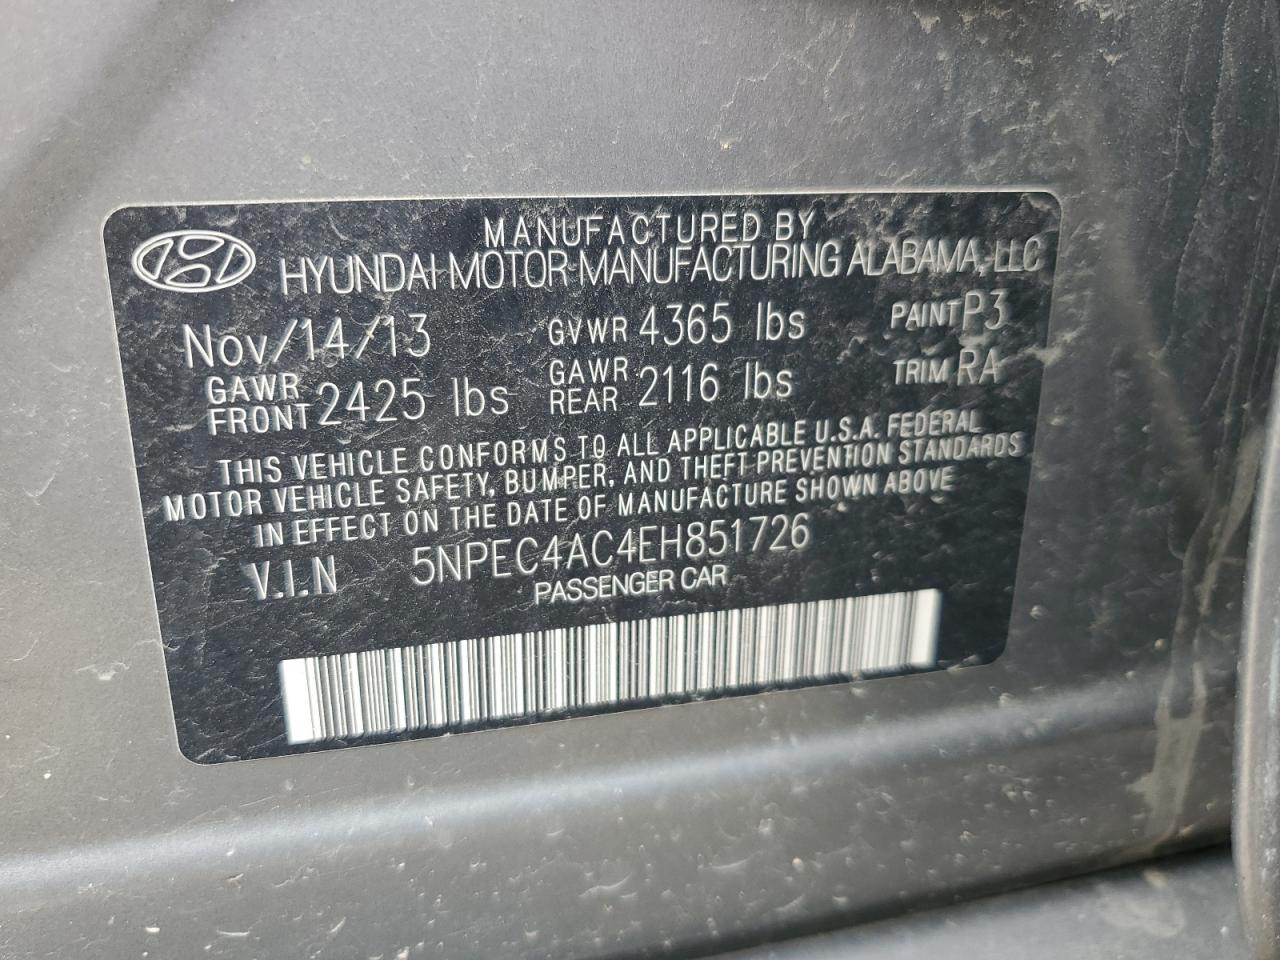 MANUFACTURED BY
HYUNDAI MOTOR MANUFACTURING ALABAMA, LLC
Nov/14/13 GVWR 4365 lbs PAINT P3
GAWR FRONT 2425 lbs GAWR REAR 2116 lbs TRIM RA
THIS VEHICLE CONFORMS TO ALL APPLICABLE U.S.A. FEDERAL
MOTOR VEHICLE SAFETY, BUMPER, AND THEFT PREVENTION STANDARDS
IN EFFECT ON THE DATE OF MANUFACTURE SHOWN ABOVE
V.I.N 5NPEC4AC4EH851726
PASSENGER CAR